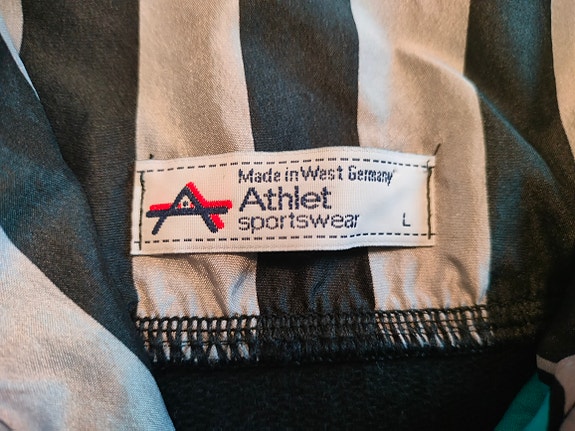 Made in West Germany
Athlet
sportswear
L